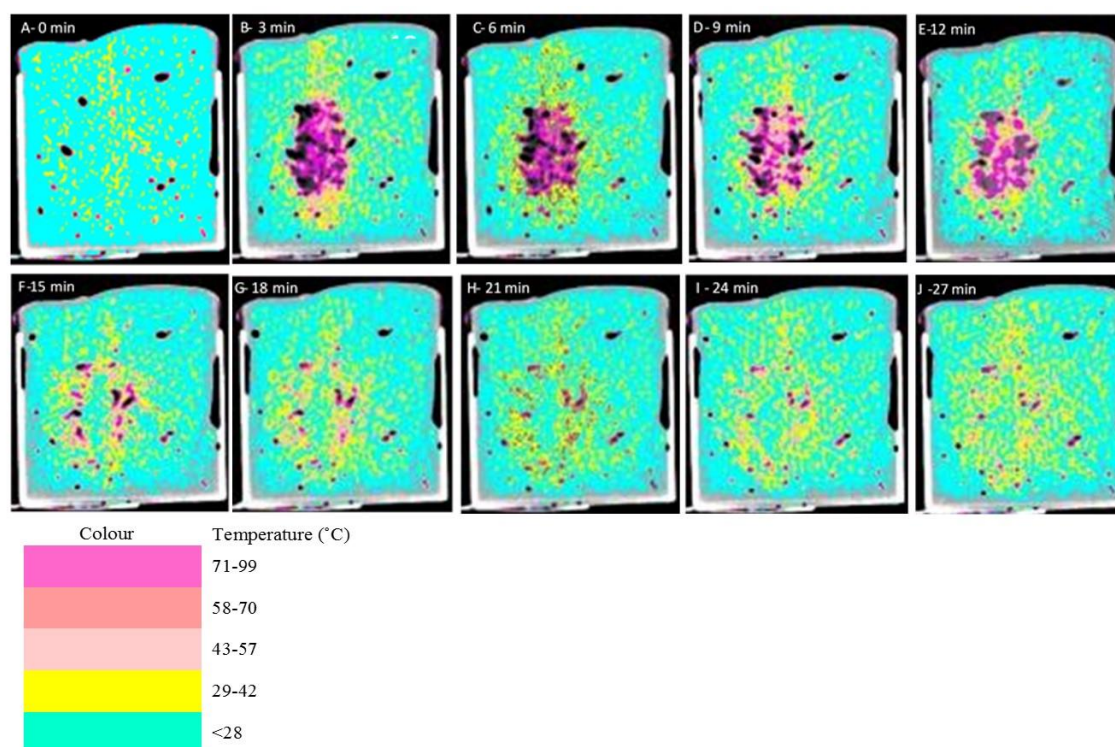 A- 0 min
B- 3 min
C- 6 min
D- 9 min
E-12 min
F-15 min
G- 18 min
H- 21 min
I - 24 min
J -27 min
Colour Temperature (˚C)
71-99
58-70
43-57
29-42
<28